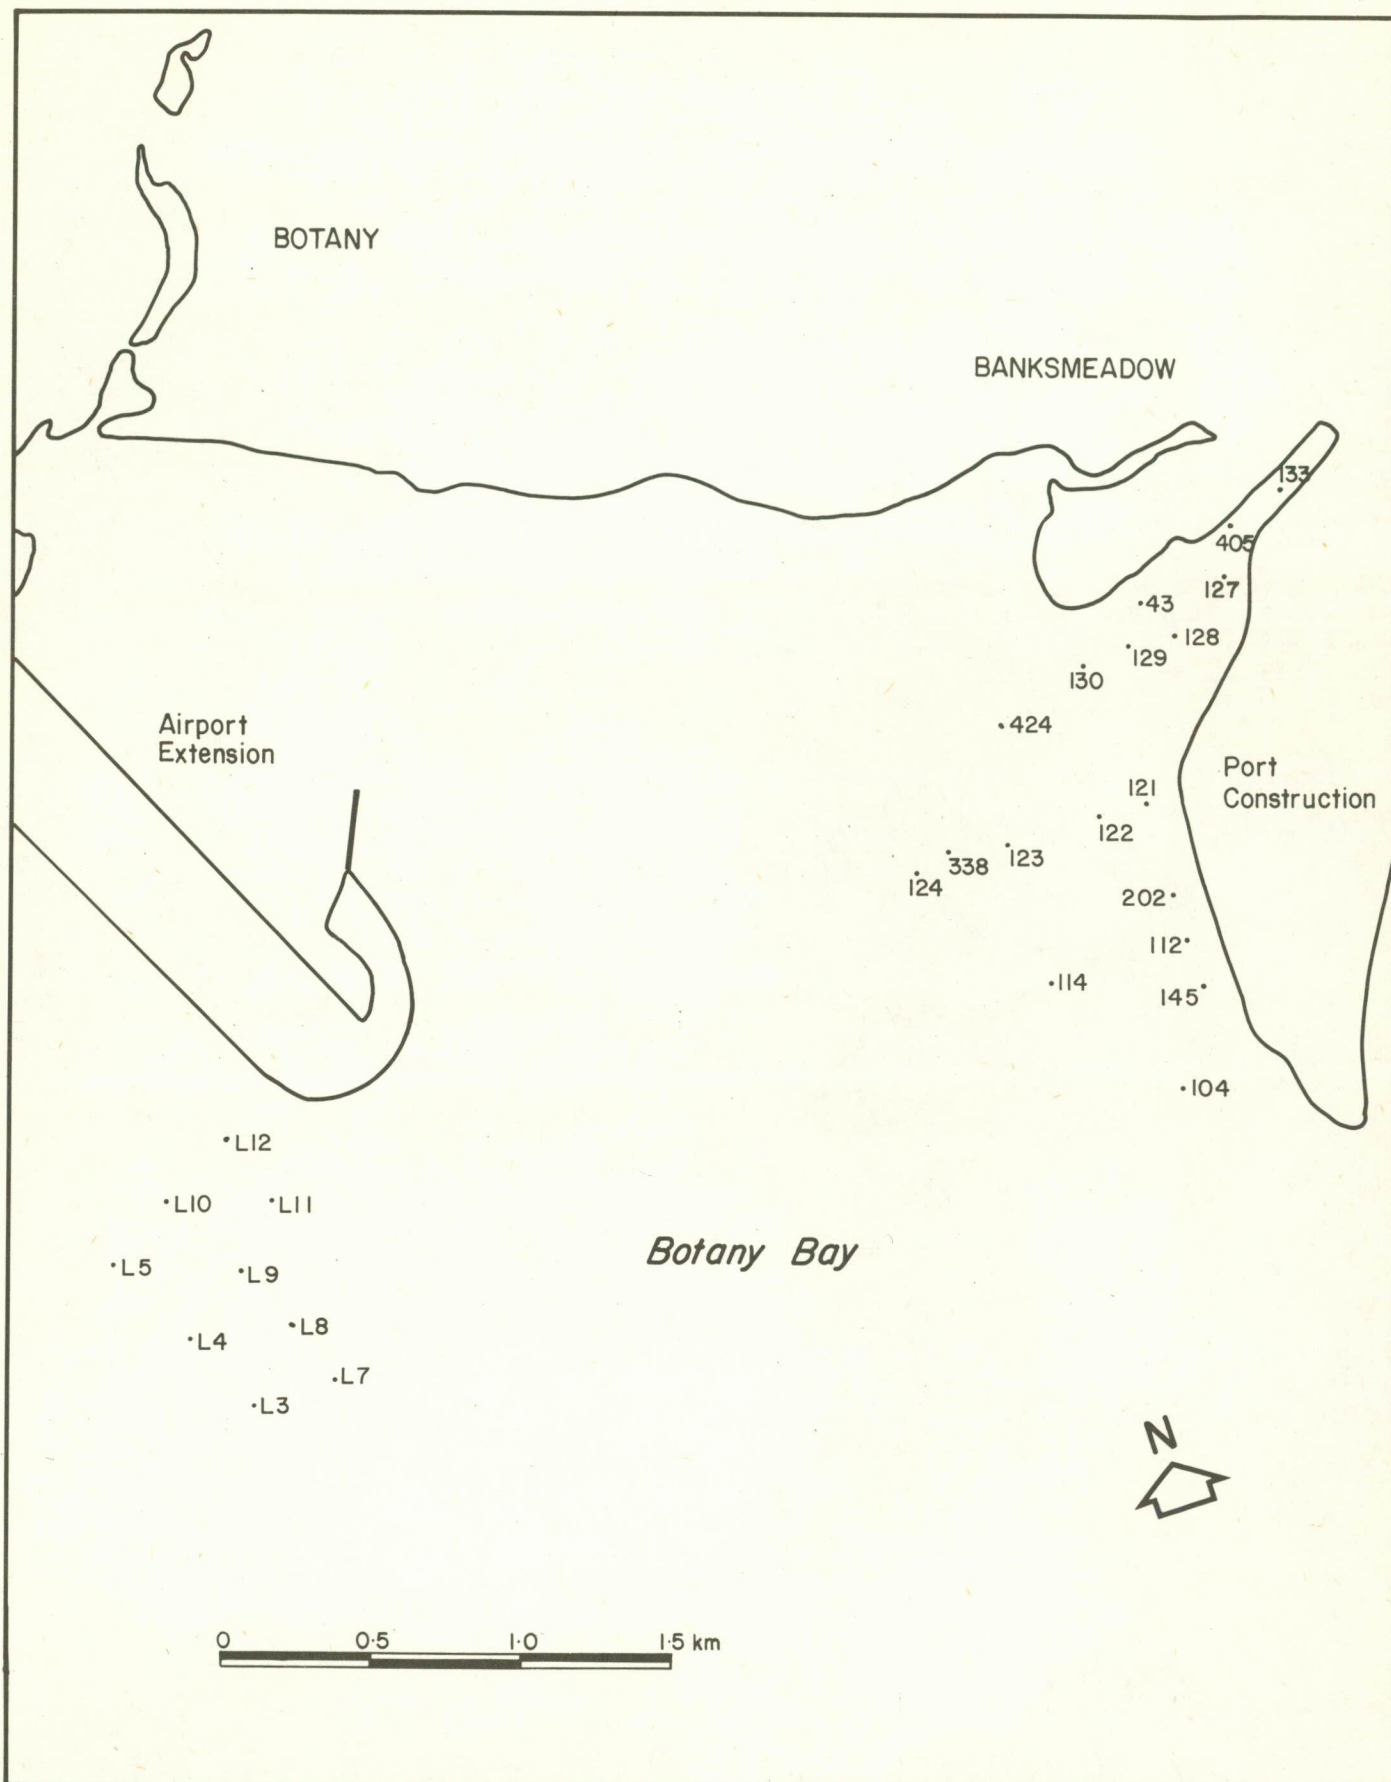 BOTANY
BANKSMEADOW
133
405
127
43
128
129
130
424
Airport
Extension
Port
Construction
121
122
123
338
124
202
112
114
145
104
L12
L10
L11
L5
L9
L8
L4
L7
L3
Botany Bay
N
0 0·5 1·0 1·5 km